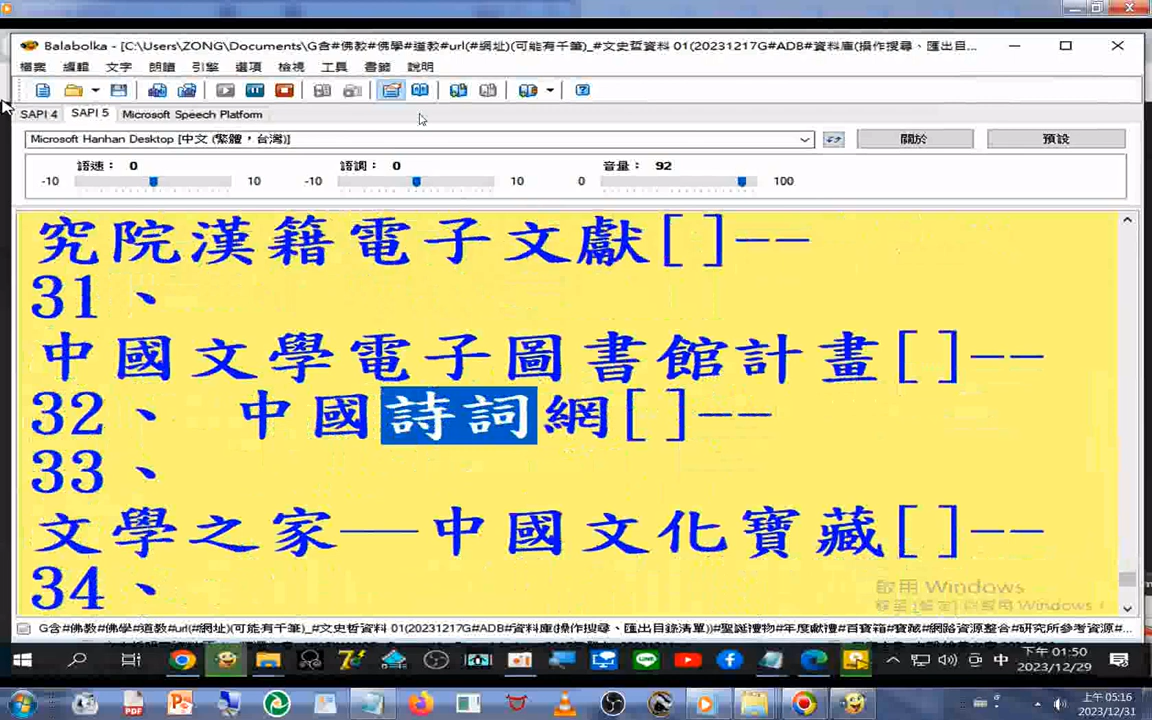 Balabolka - [C:\Users\ZONG\Documents\G含#佛教#佛學#道教#url(#網址)(可能有千筆)_#文史哲資料 01(20231217G#ADB#資料庫(操作搜尋、匯出目...
檔案 編輯 文字 朗讀 引擎 選項 檢視 工具 書籤 說明
SAPI 4 SAPI 5 Microsoft Speech Platform
Microsoft Hanhan Desktop [中文 (繁體，台灣)] 關於 預設
語速： 0 語調： 0 音量： 92
-10 10 -10 10 0 100
究院漢籍電子文獻[]--
31、
中國文學電子圖書館計畫[]--
32、 中國詩詞網[]--
33、
文學之家──中國文化寶藏[]--
34、
啟用 Windows
G含#佛教#佛學#道教#url(#網址)(可能有千筆)_#文史哲資料 01(20231217G#ADB#資料庫(操作搜尋、匯出目錄清單))#聖誕禮物#年度獻禮#百寶箱#寶藏#網路資源整合#研究所參考資源#...
中 下午 01:50
2023/12/29
上午 05:16
2023/12/31